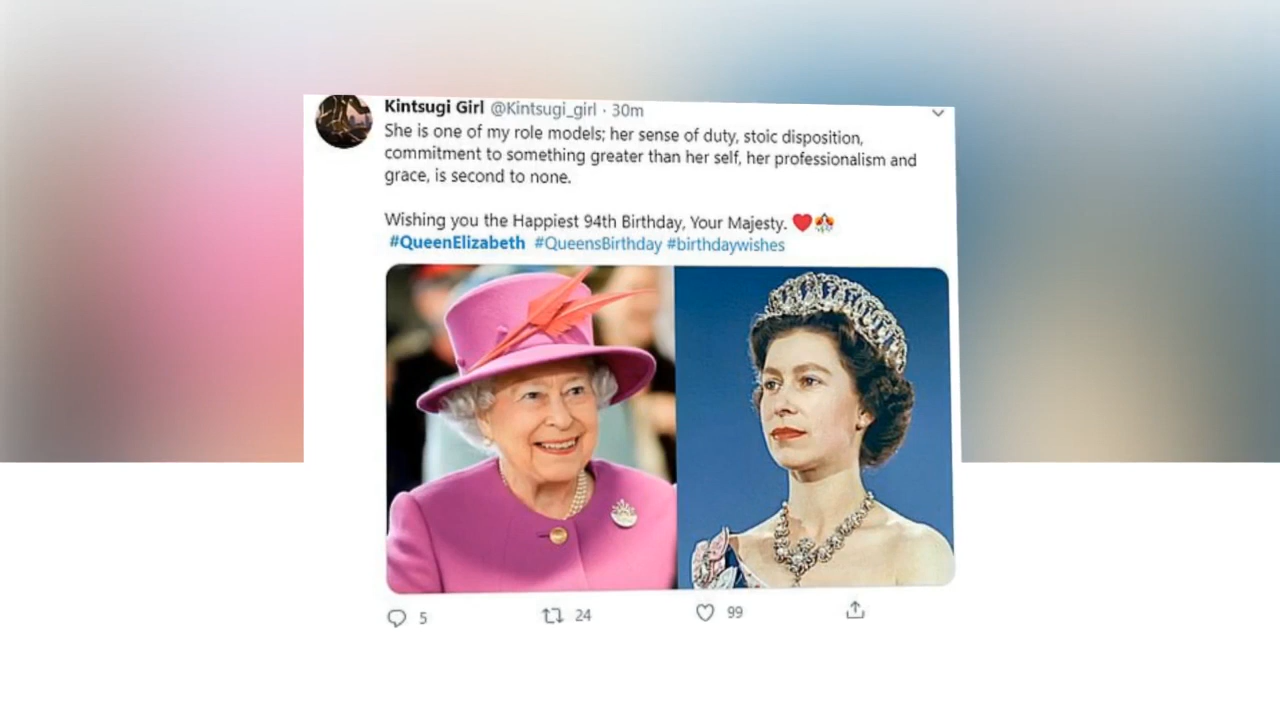 Kintsugi Girl @Kintsugi_girl · 30m
She is one of my role models; her sense of duty, stoic disposition,
commitment to something greater than her self, her professionalism and
grace, is second to none.
Wishing you the Happiest 94th Birthday, Your Majesty. ❤️💐
#QueenElizabeth #QueensBirthday #birthdaywishes
5 24 99